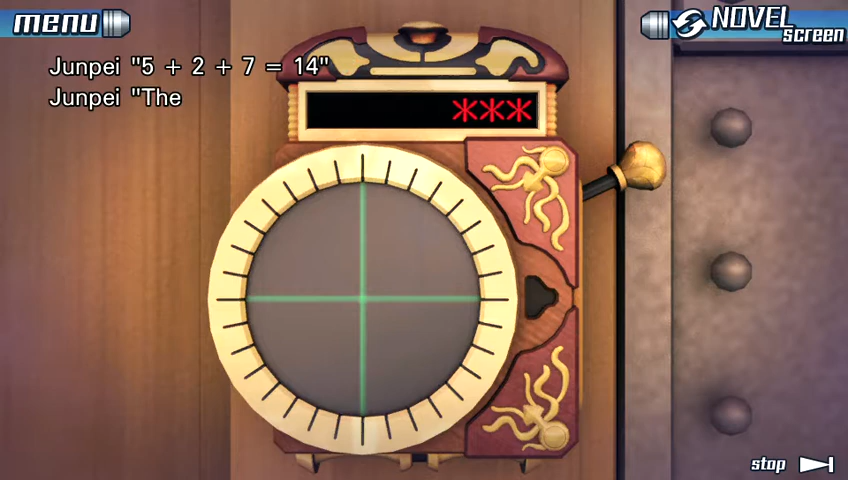 menu
NOVEL
screen
Junpei "5 + 2 + 7 = 14"
Junpei "The
***
stop